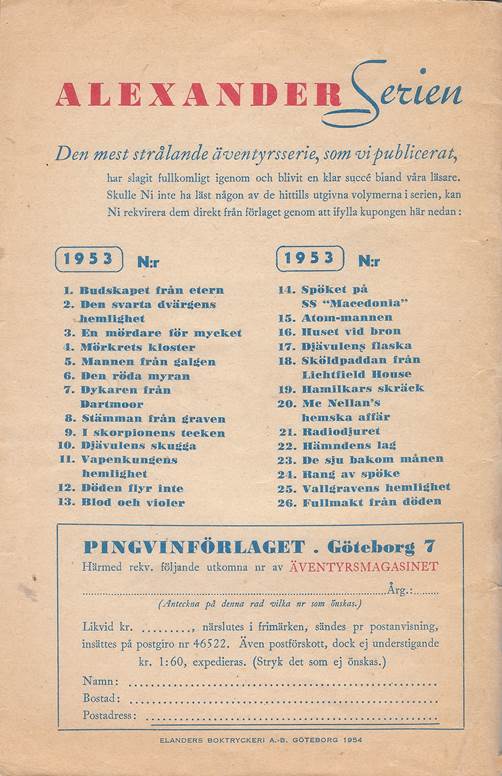 ALEXANDER Serien
Den mest strålande äventyrsserie, som vi publicerat,
har slagit fullkomligt igenom och blivit en klar succé bland våra läsare.
Skulle Ni inte ha läst någon av de hittills utgivna volymerna i serien, kan
Ni rekvirera dem direkt från förlaget genom att ifylla kupongen här nedan:
1953 N:r
1. Budskapet från etern
2. Den svarta dvärgens
hemlighet
3. En mördare för mycket
4. Mörkrets kloster
5. Mannen från galgen
6. Den röda myran
7. Dykaren från
Dartmoor
8. Stämman från graven
9. I skorpionens tecken
10. Djävulens skugga
11. Vapenkungens
hemlighet
12. Döden flyr inte
13. Blod och violer
1953 N:r
14. Spöket på
SS "Macedonia"
15. Atom-mannen
16. Huset vid bron
17. Djävulens flaska
18. Sköldpaddan från
Lichtfield House
19. Hamilkars skräck
20. Mc Nellan's
hemska affär
21. Radiodjuret
22. Hämndens lag
23. De sju bakom månen
24. Rang av spöke
25. Vallgravens hemlighet
26. Fullmakt från döden
PINGVINFÖRLAGET . Göteborg 7
Härmed rekv. följande utkomna nr av ÄVENTYRSMAGASINET
Årg.:
(Anteckna på denna rad vilka nr som önskas.)
Likvid kr. .........., närslutes i frimärken, sändes pr postanvisning,
insättes på postgiro nr 46522. Även postförskott, dock ej understigande
kr. 1:60, expedieras. (Stryk det som ej önskas.)
Namn:
Bostad:
Postadress:
ELANDERS BOKTRYCKERI A.-B. GÖTEBORG 1954